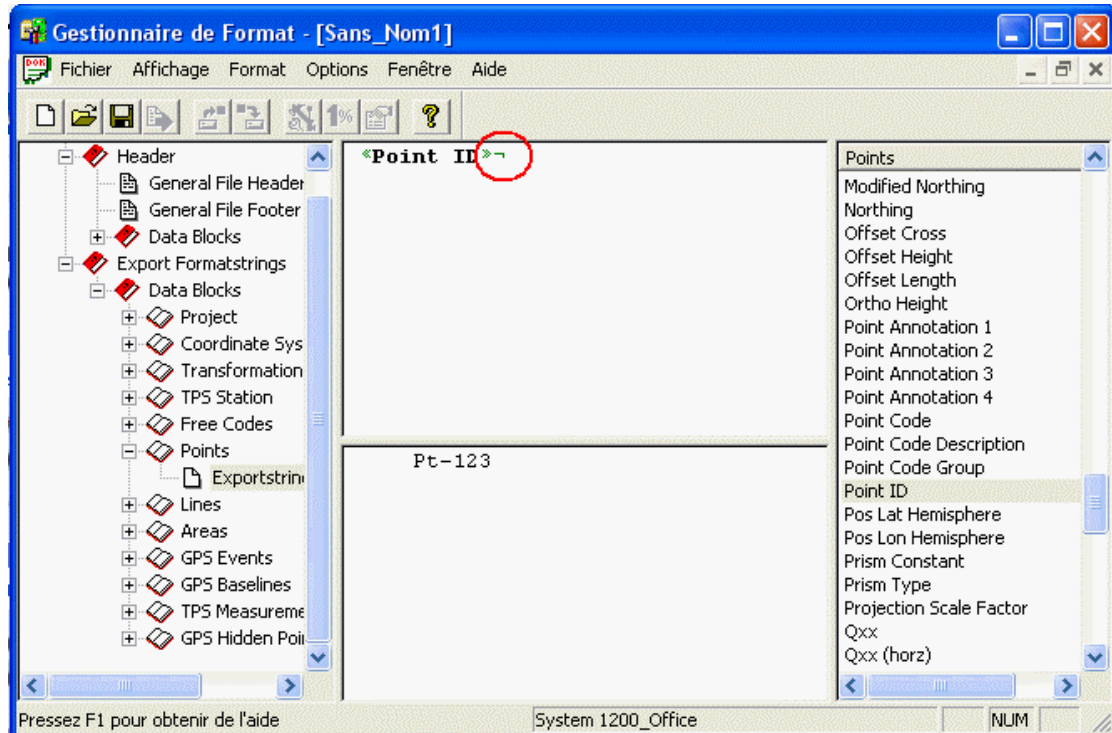 Gestionnaire de Format - [Sans_Nom1]
Fichier Affichage Format Options Fenêtre Aide
Header
General File Header
General File Footer
Data Blocks
Export Formatstrings
Data Blocks
Project
Coordinate Sys
Transformation
TPS Station
Free Codes
Points
Exportstrin
Lines
Areas
GPS Events
GPS Baselines
TPS Measureme
GPS Hidden Poi
«Point ID»¬
Pt-123
Points
Modified Northing
Northing
Offset Cross
Offset Height
Offset Length
Ortho Height
Point Annotation 1
Point Annotation 2
Point Annotation 3
Point Annotation 4
Point Code
Point Code Description
Point Code Group
Point ID
Pos Lat Hemisphere
Pos Lon Hemisphere
Prism Constant
Prism Type
Projection Scale Factor
Qxx
Qxx (horz)
Pressez F1 pour obtenir de l'aide System 1200_Office NUM